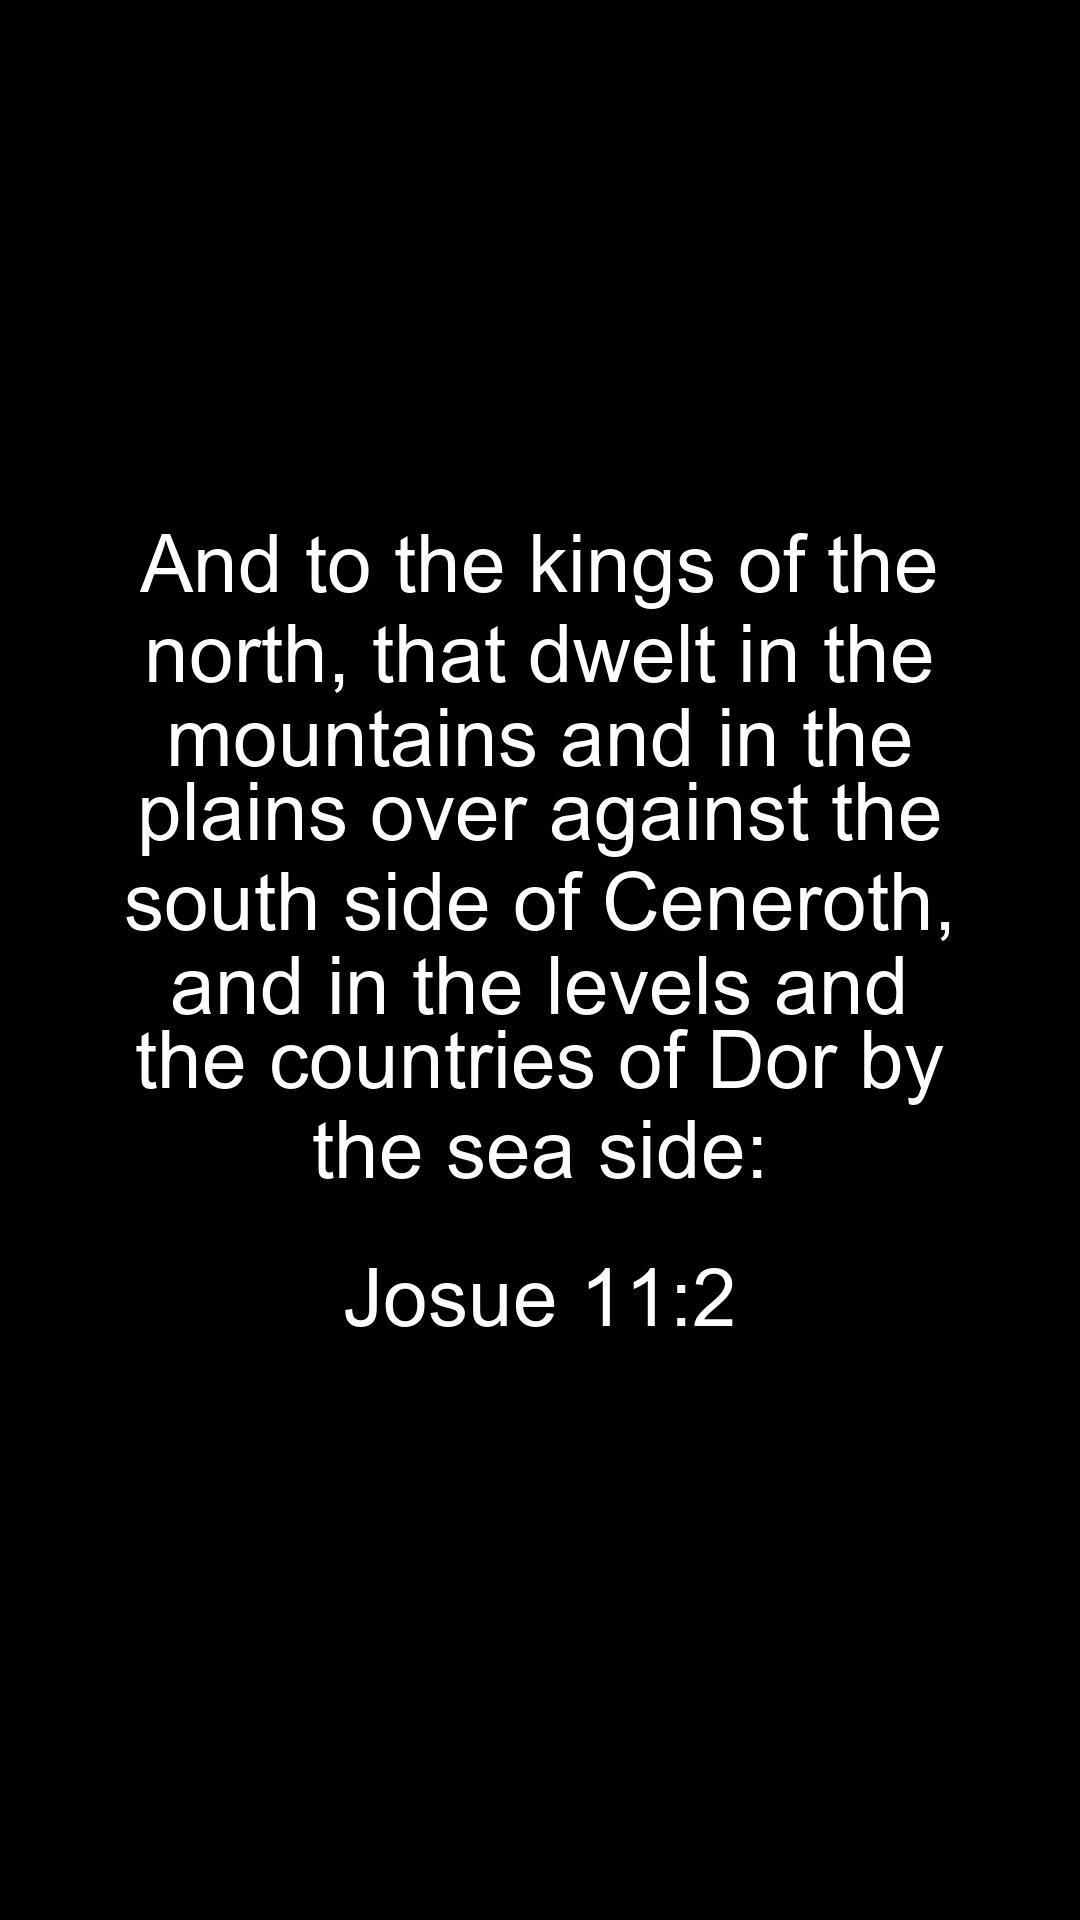 And to the kings of the
north, that dwelt in the
mountains and in the
plains over against the
south side of Ceneroth,
and in the levels and
the countries of Dor by
the sea side:
Josue 11:2